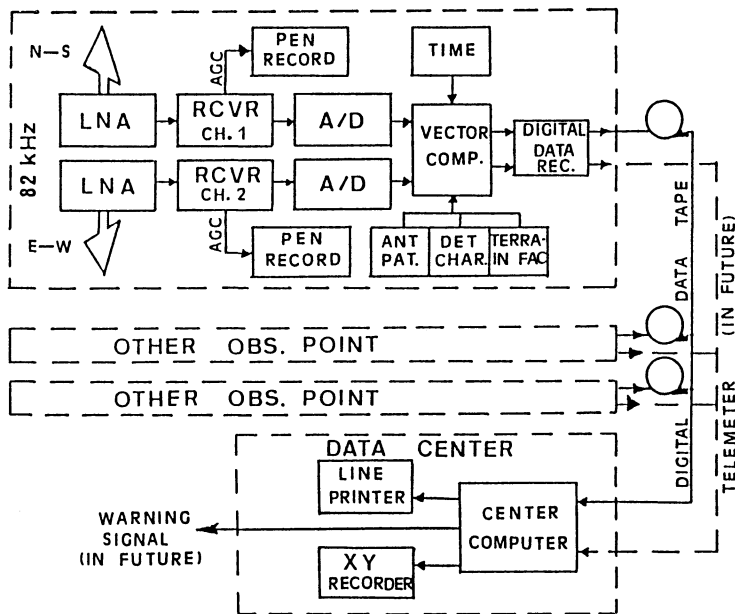 N—S
82 kHz
LNA
RCVR
CH. 1
AGC
PEN
RECORD
A/D
TIME
VECTOR
COMP.
DIGITAL
DATA
REC.
LNA
RCVR
CH. 2
AGC
PEN
RECORD
A/D
E—W
ANT
PAT.
DET
CHAR.
TERRA-
IN FAC
OTHER OBS. POINT
OTHER OBS. POINT
DIGITAL DATA TAPE
TELEMETER (IN FUTURE)
DATA CENTER
LINE
PRINTER
CENTER
COMPUTER
XY
RECORDER
WARNING
SIGNAL
(IN FUTURE)